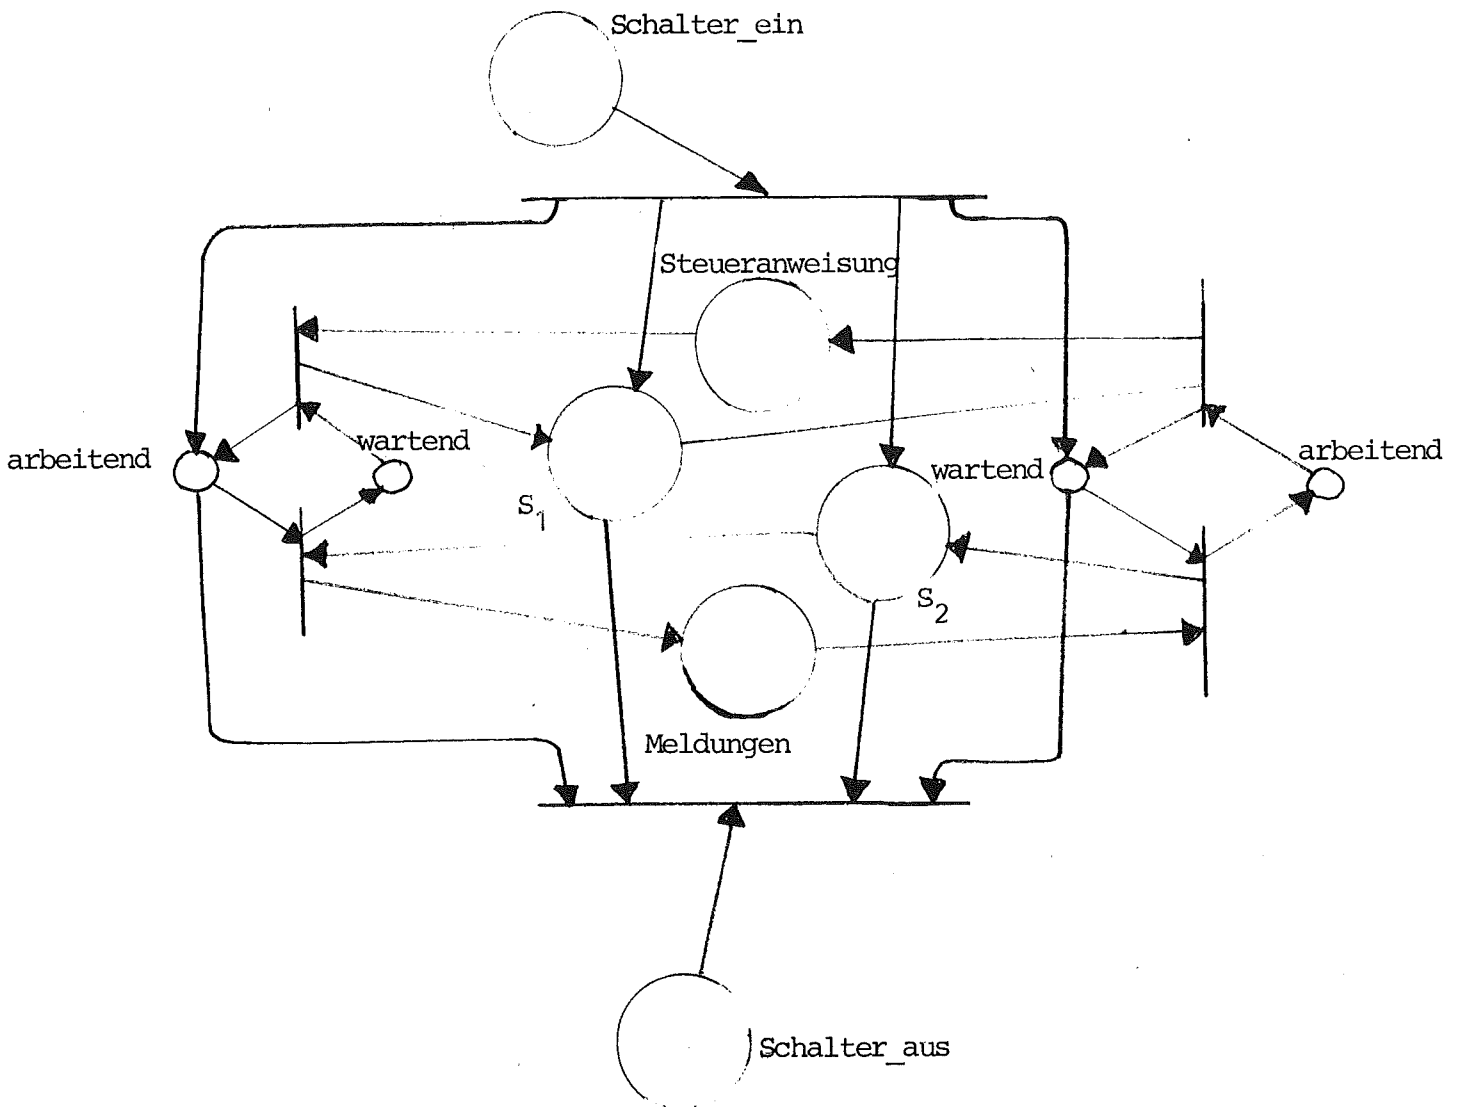 Schalter_ein
Steueranweisung
wartend
arbeitend
wartend
arbeitend
S1
S2
Meldungen
Schalter_aus